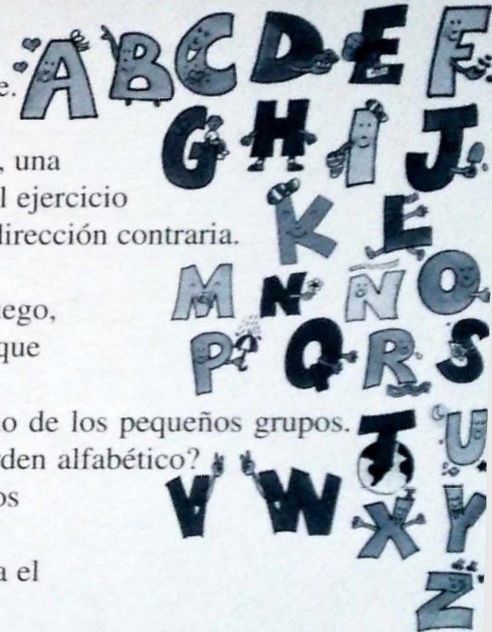 A B C D E F
e.
G H I J
, una
l ejercicio
lirección contraria.
K L
M N Ñ O
ego,
que
P Q R S
o de los pequeños grupos.
T U
den alfabético?
V W
os
X Y
a el
Z